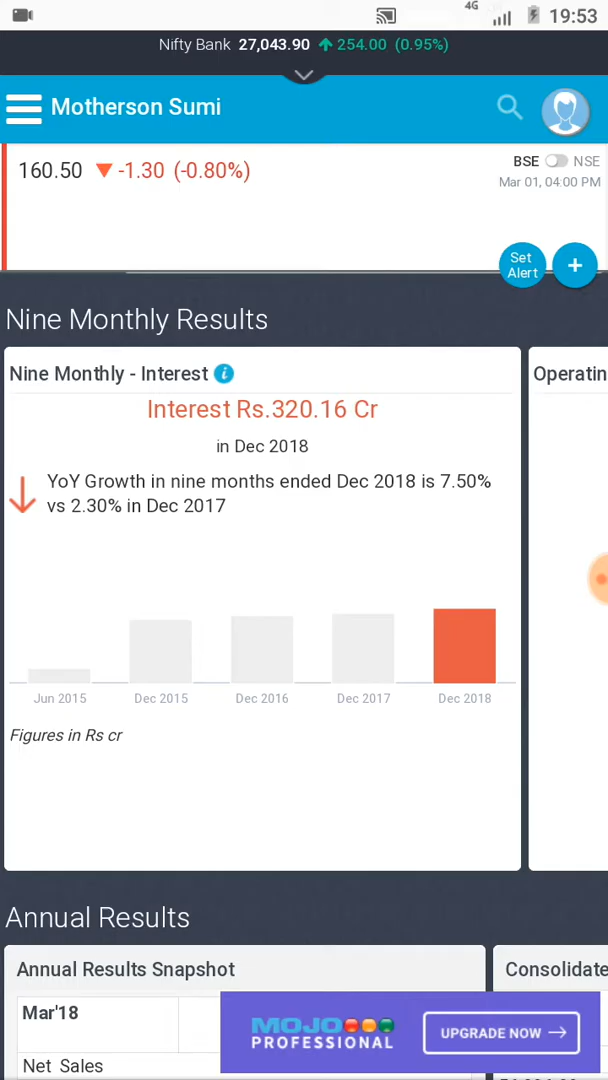 4G
19:53
Nifty Bank 27,043.90 254.00 (0.95%)
Motherson Sumi
160.50 ▼ -1.30 (-0.80%)
BSE NSE
Mar 01, 04:00 PM
Set
Alert
+
Nine Monthly Results
Nine Monthly - Interest i
Operatin
Interest Rs.320.16 Cr
in Dec 2018
YoY Growth in nine months ended Dec 2018 is 7.50%
vs 2.30% in Dec 2017
Jun 2015 Dec 2015 Dec 2016 Dec 2017 Dec 2018
Figures in Rs cr
Annual Results
Annual Results Snapshot
Consolidate
Mar'18
MOJO
PROFESSIONAL
UPGRADE NOW
Net Sales